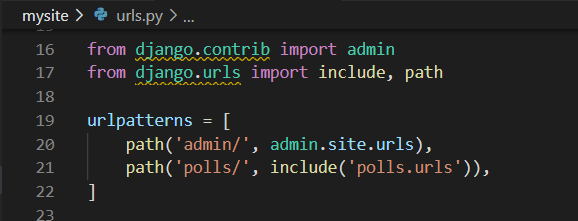 mysite > urls.py > ...
16 from django.contrib import admin
17 from django.urls import include, path
18
19 urlpatterns = [
20     path('admin/', admin.site.urls),
21     path('polls/', include('polls.urls')),
22 ]
23